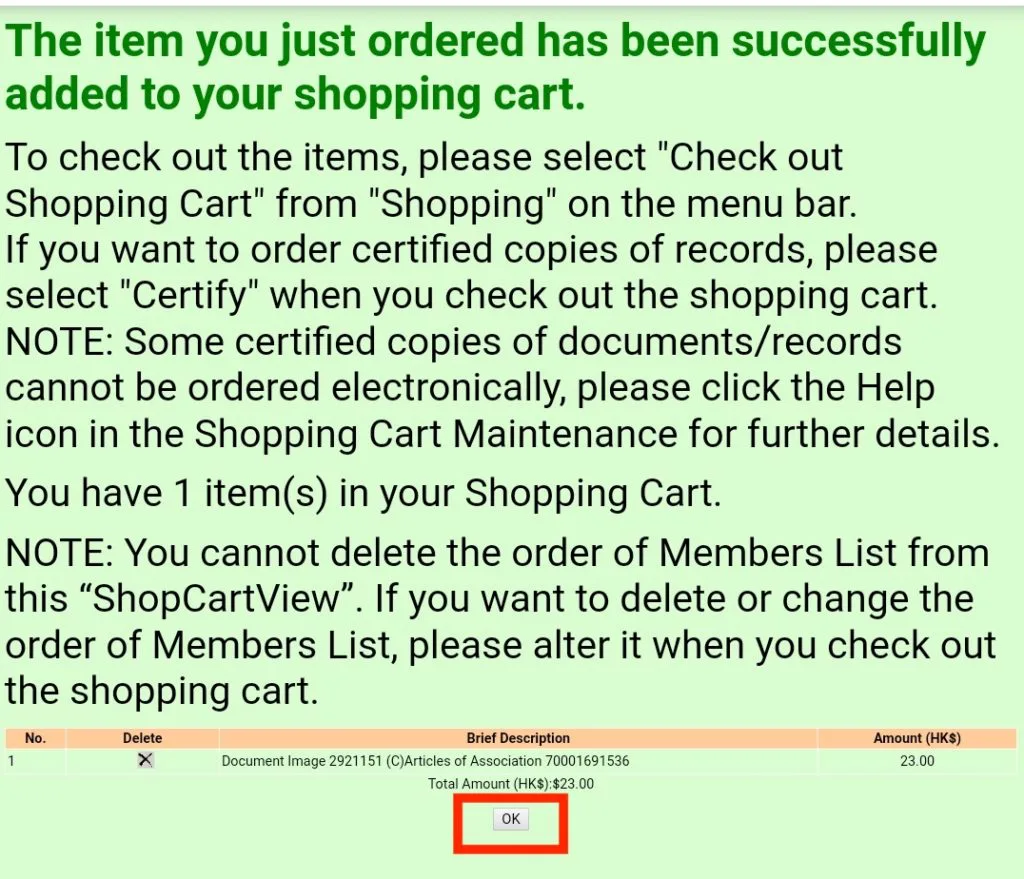 The item you just ordered has been successfully
added to your shopping cart.
To check out the items, please select "Check out
Shopping Cart" from "Shopping" on the menu bar.
If you want to order certified copies of records, please
select "Certify" when you check out the shopping cart.
NOTE: Some certified copies of documents/records
cannot be ordered electronically, please click the Help
icon in the Shopping Cart Maintenance for further details.
You have 1 item(s) in your Shopping Cart.
NOTE: You cannot delete the order of Members List from
this “ShopCartView”. If you want to delete or change the
order of Members List, please alter it when you check out
the shopping cart.
No. Delete Brief Description Amount (HK$)
1 Document Image 2921151 (C)Articles of Association 70001691536 23.00
Total Amount (HK$):$23.00
OK